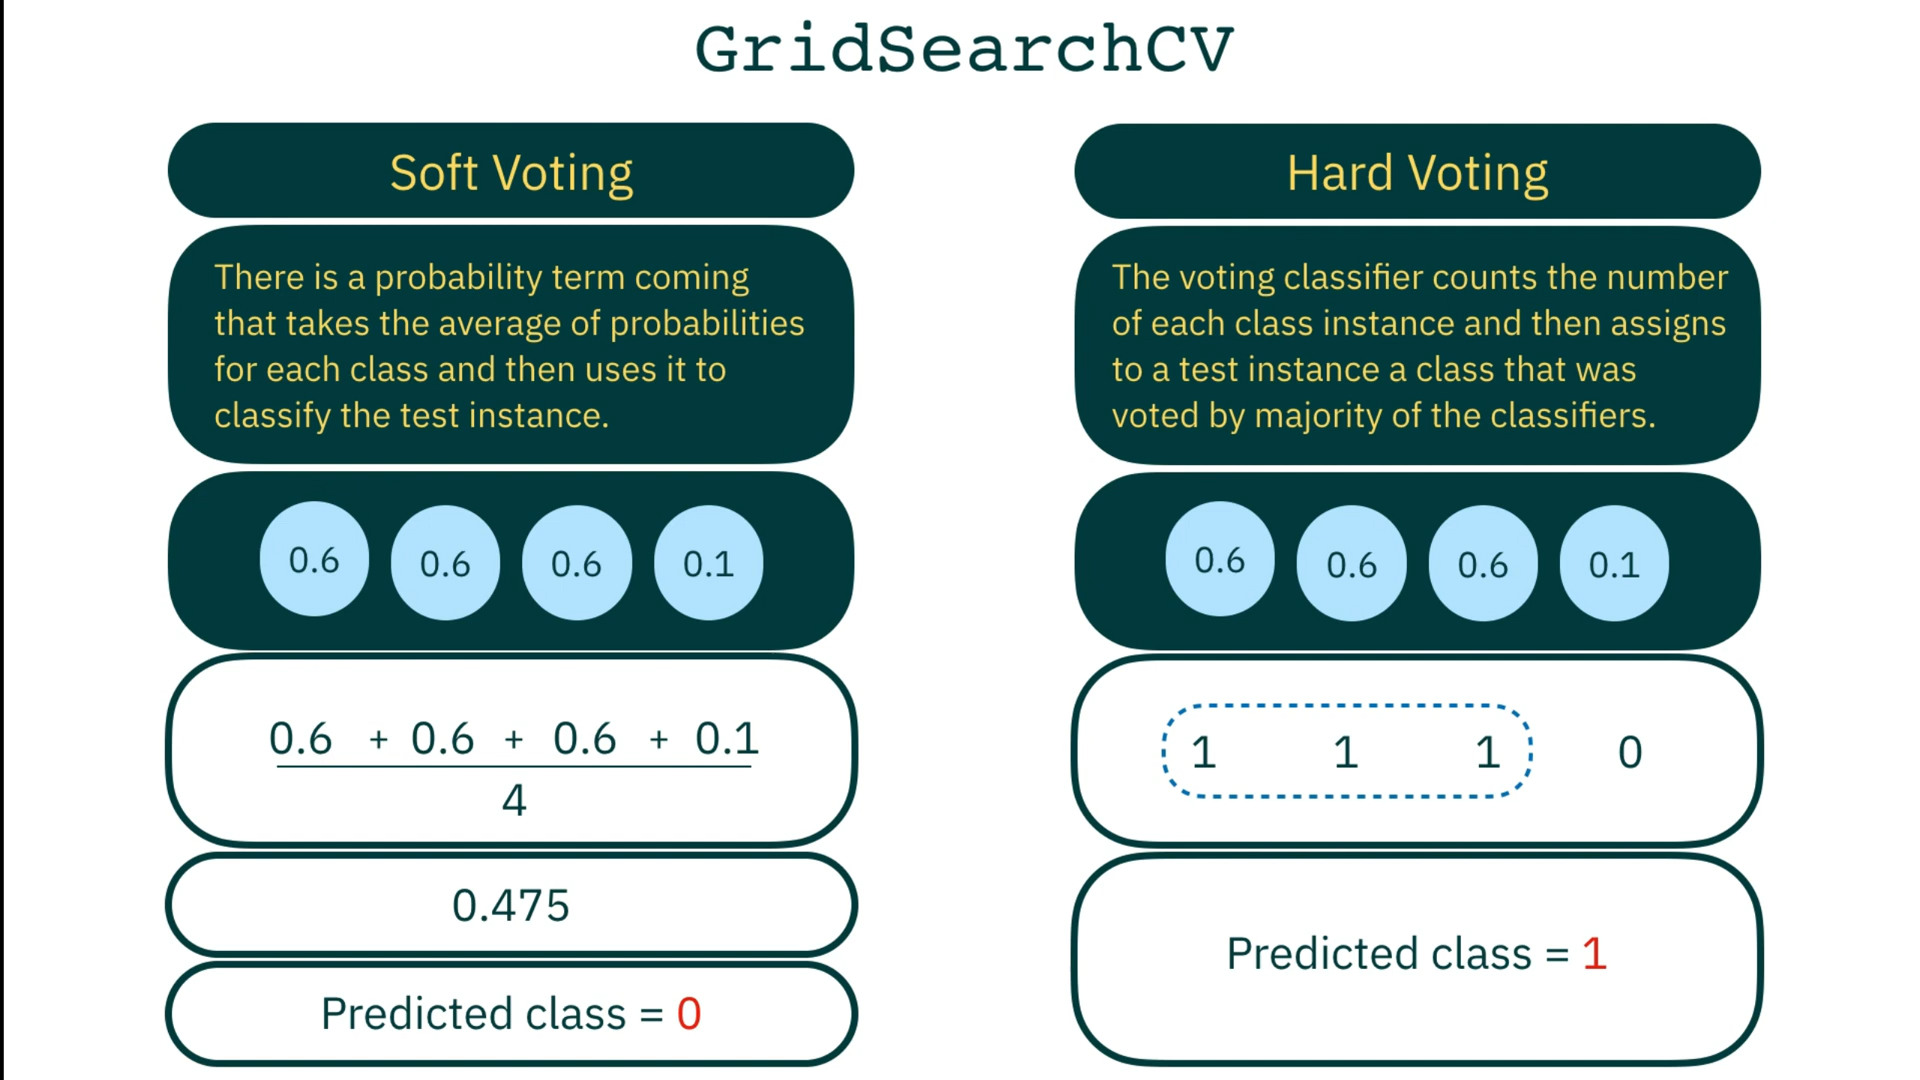 GridSearchCV
Soft Voting
There is a probability term coming
that takes the average of probabilities
for each class and then uses it to
classify the test instance.
0.6 0.6 0.6 0.1
0.6 + 0.6 + 0.6 + 0.1
4
0.475
Predicted class = 0
Hard Voting
The voting classifier counts the number
of each class instance and then assigns
to a test instance a class that was
voted by majority of the classifiers.
0.6 0.6 0.6 0.1
1 1 1 0
Predicted class = 1